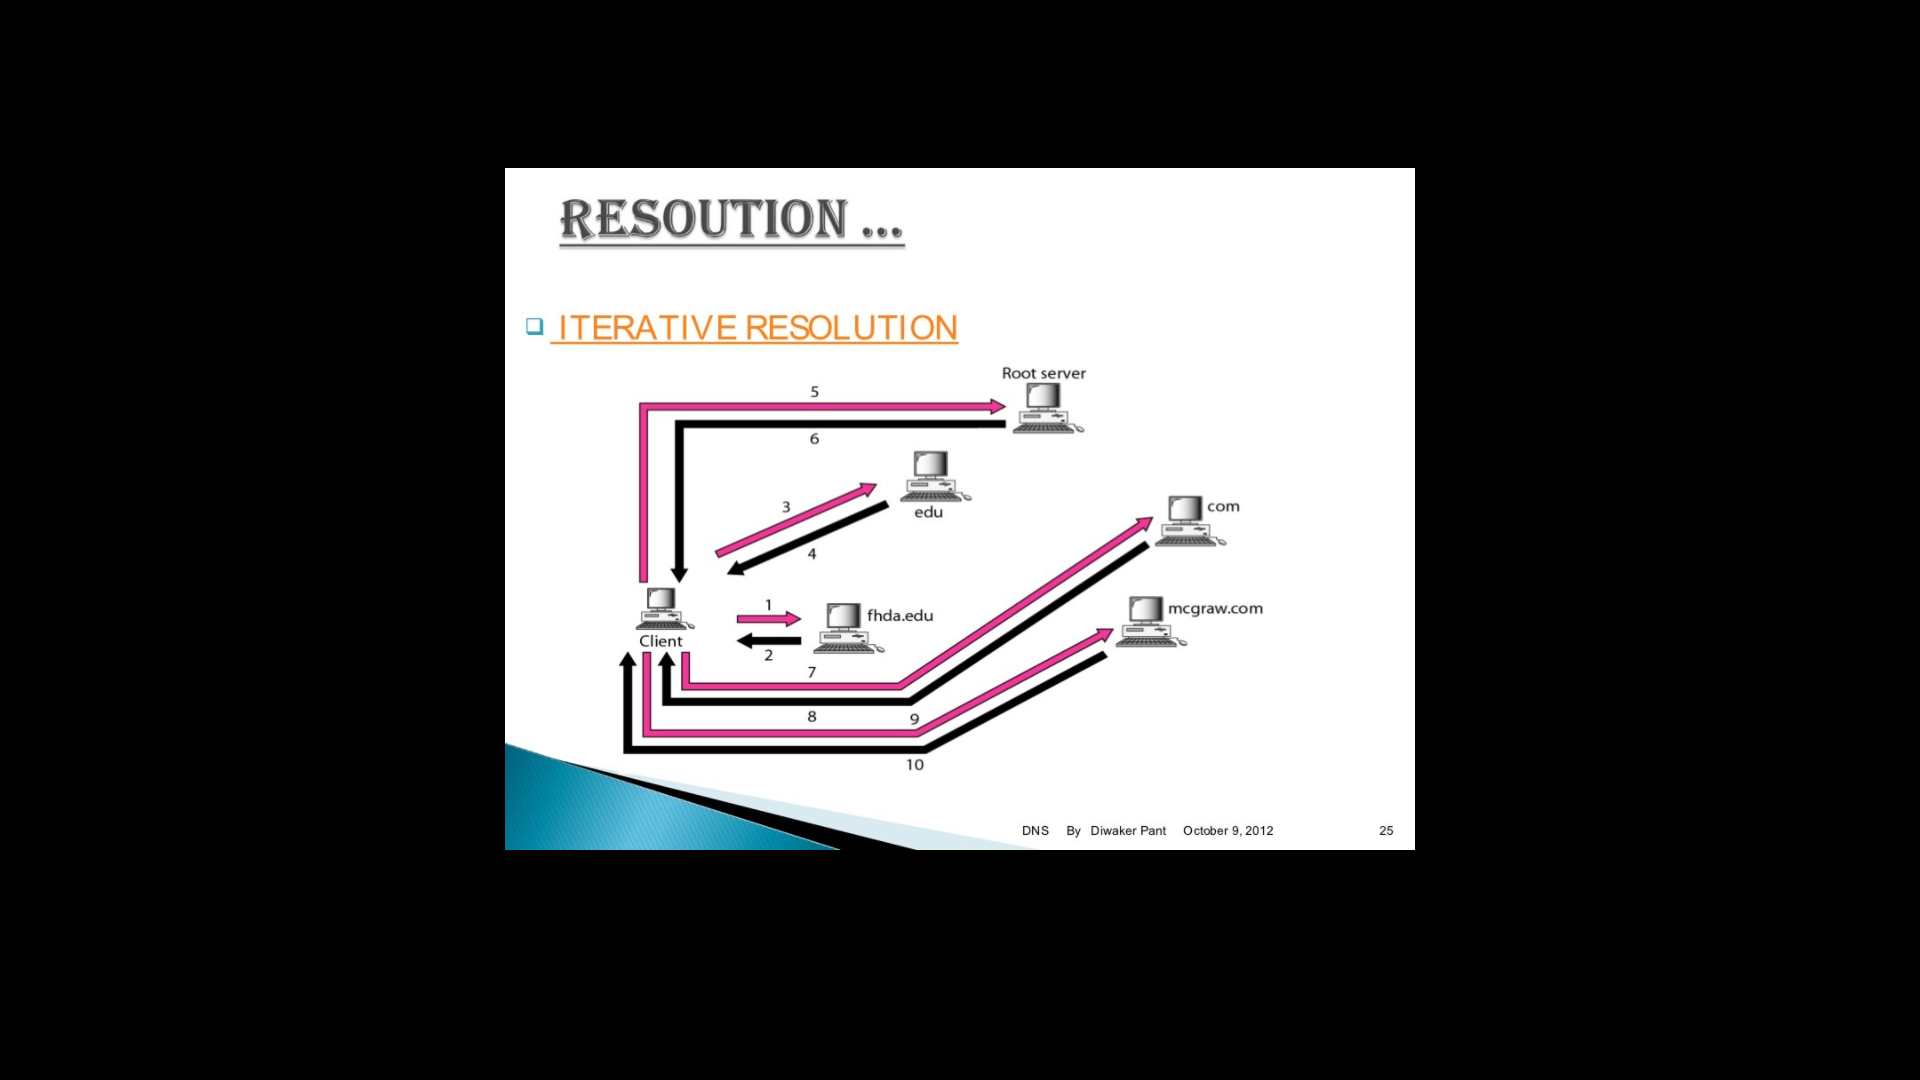 RESOUTION ...
ITERATIVE RESOLUTION
Root server
5
6
edu
3
4
com
Client
1
fhda.edu
2
mcgraw.com
7
8
9
10
DNS By Diwaker Pant October 9, 2012 25